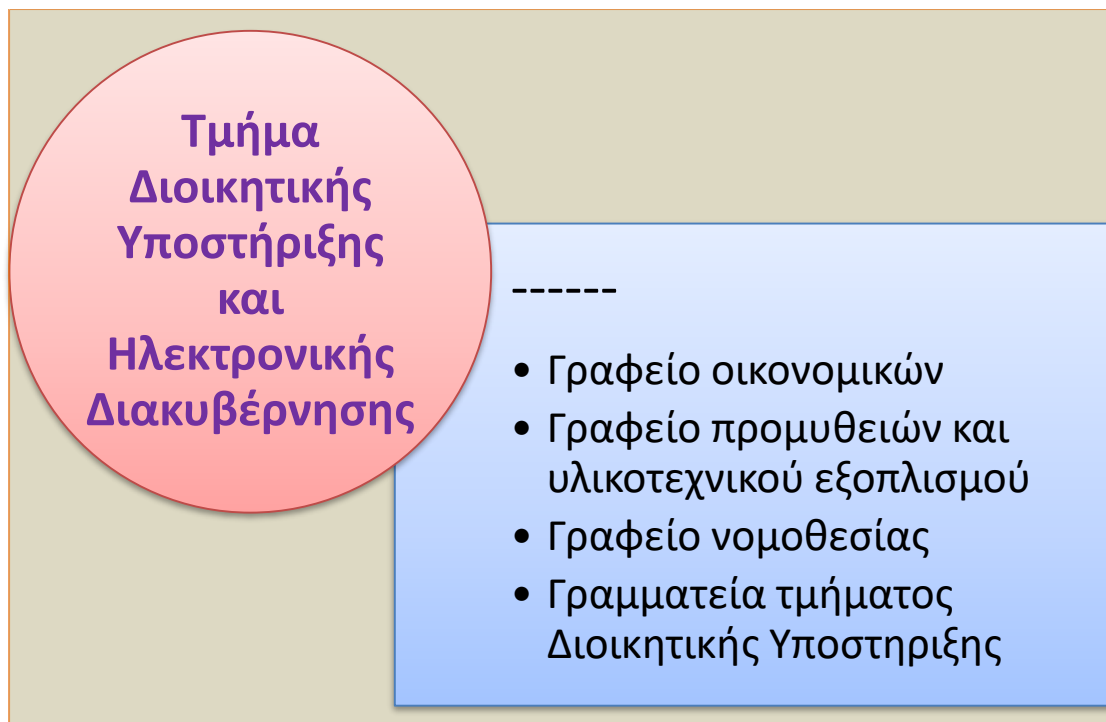 Τμήμα
Διοικητικής
Υποστήριξης
και
Ηλεκτρονικής
Διακυβέρνησης
------
• Γραφείο οικονομικών
• Γραφείο προμυθειών και
υλικοτεχνικού εξοπλισμού
• Γραφείο νομοθεσίας
• Γραμματεία τμήματος
Διοικητικής Υποστηριξης